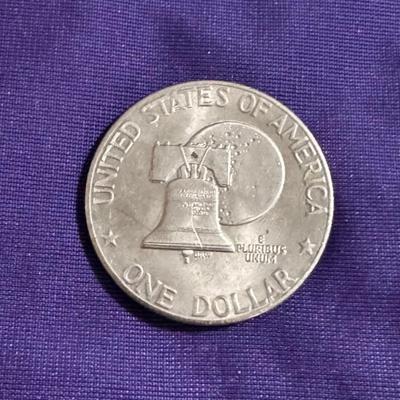 UNITED STATES OF AMERICA
E
PLURIBUS
UNUM
ONE DOLLAR